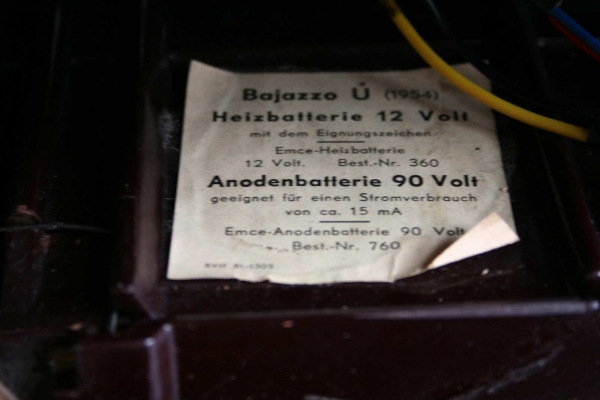 Bajazzo Ú (1954)
Heizbatterie 12 Volt
mit dem Eignungszeichen
Emce-Heizbatterie
12 Volt. Best.-Nr. 360
Anodenbatterie 90 Volt
geeignet für einen Stromverbrauch
von ca. 15 mA
Emce-Anodenbatterie 90 Volt
Best.-Nr. 760